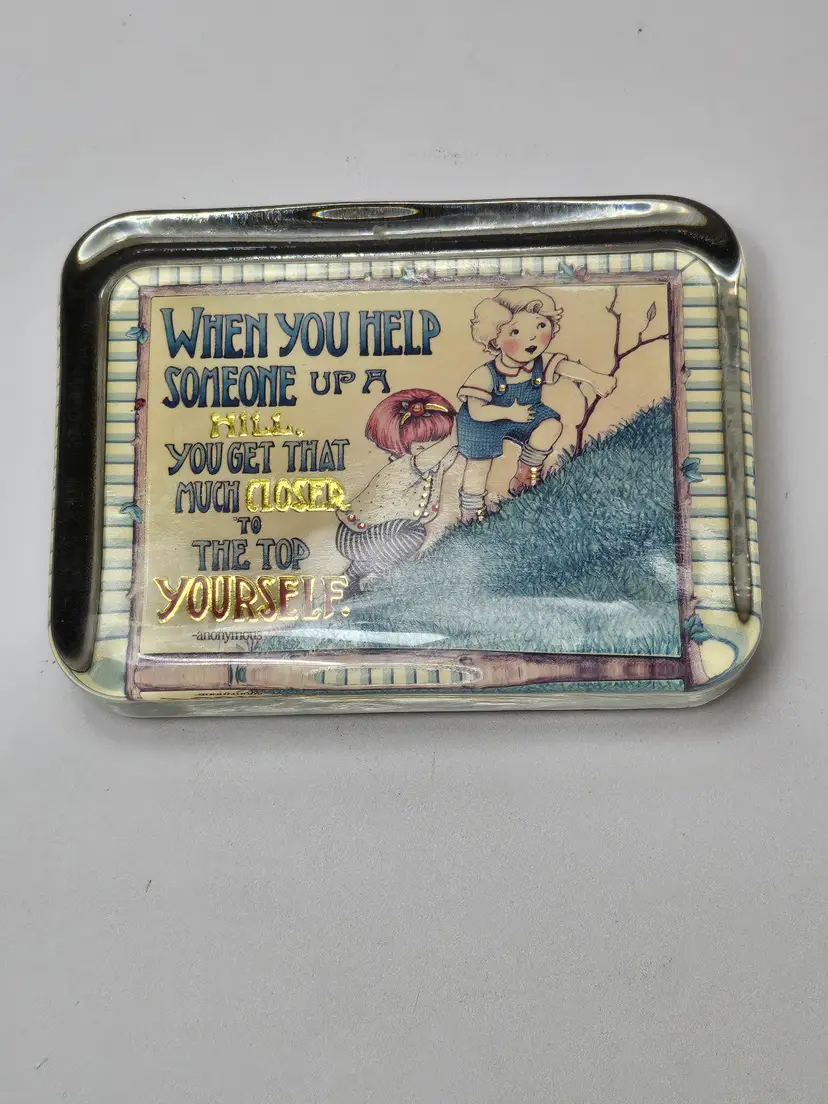 WHEN YOU HELP
SOMEONE UP A
HILL,
YOU GET THAT
MUCH CLOSER
TO
THE TOP
YOURSELF.
-anonymous